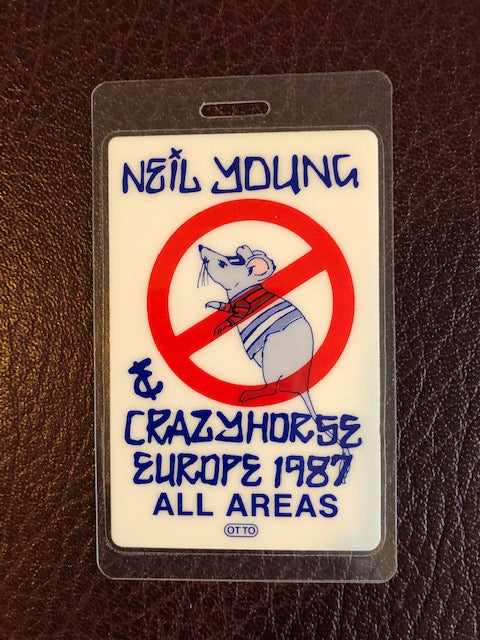 NEIL YOUNG
&
CRAZYHORSE
EUROPE 1987
ALL AREAS
OTTO